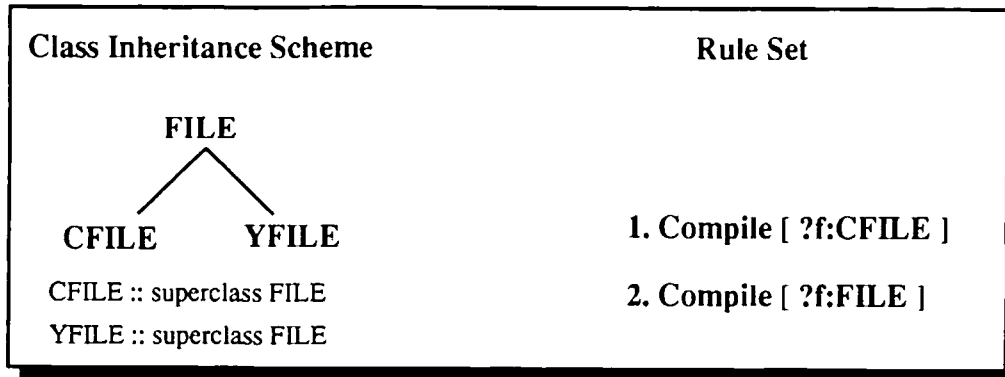 Class Inheritance Scheme
Rule Set
FILE
CFILE YFILE
CFILE :: superclass FILE
YFILE :: superclass FILE
1. Compile [ ?f:CFILE ]
2. Compile [ ?f:FILE ]